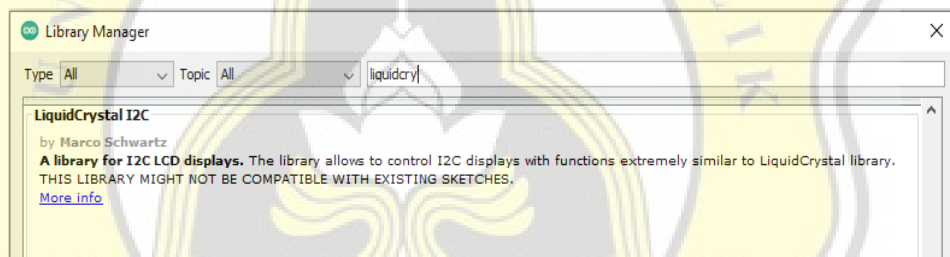 Library Manager
Type All Topic All liquidcry
LiquidCrystal I2C
by Marco Schwartz
A library for I2C LCD displays. The library allows to control I2C displays with functions extremely similar to LiquidCrystal library.
THIS LIBRARY MIGHT NOT BE COMPATIBLE WITH EXISTING SKETCHES.
More info